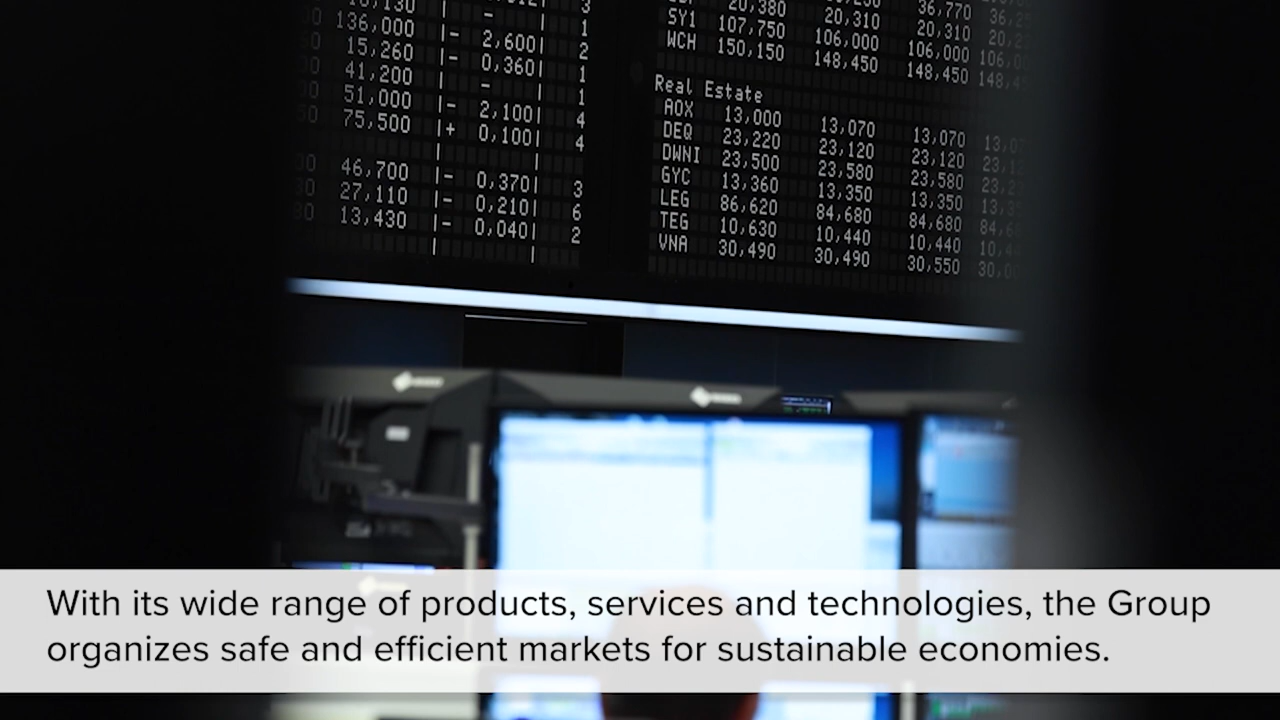 136,000 |- 2,600| 2
15,260 |- 0,360| 1
41,200 - 1
51,000 |- 2,100| 4
75,500 |+ 0,100| 4
46,700 |- 0,370| 3
27,110 |- 0,210| 6
13,430 |- 0,040| 2
20,380 20,310 20,310
SY1 107,750 106,000 106,000
WCH 150,150 148,450 148,450
Real Estate
AOX 13,000 13,070 13,070
DEQ 23,220 23,120 23,120
DWNI 23,500 23,580 23,580
GYC 13,360 13,350 13,350
LEG 86,620 84,680 84,680
TEG 10,630 10,440 10,440
VNA 30,490 30,490 30,550
With its wide range of products, services and technologies, the Group
organizes safe and efficient markets for sustainable economies.